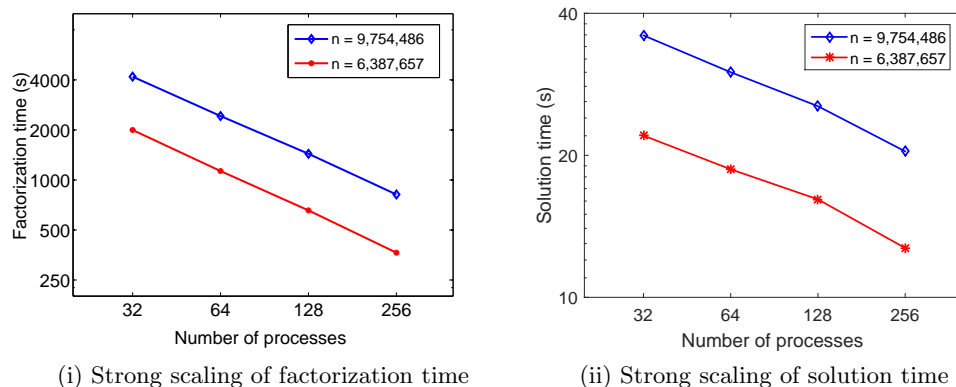 Factorization time (s)
4000
2000
1000
500
250
32 64 128 256
Number of processes
n = 9,754,486
n = 6,387,657
(i) Strong scaling of factorization time
Solution time (s)
40
20
10
32 64 128 256
Number of processes
n = 9,754,486
n = 6,387,657
(ii) Strong scaling of solution time